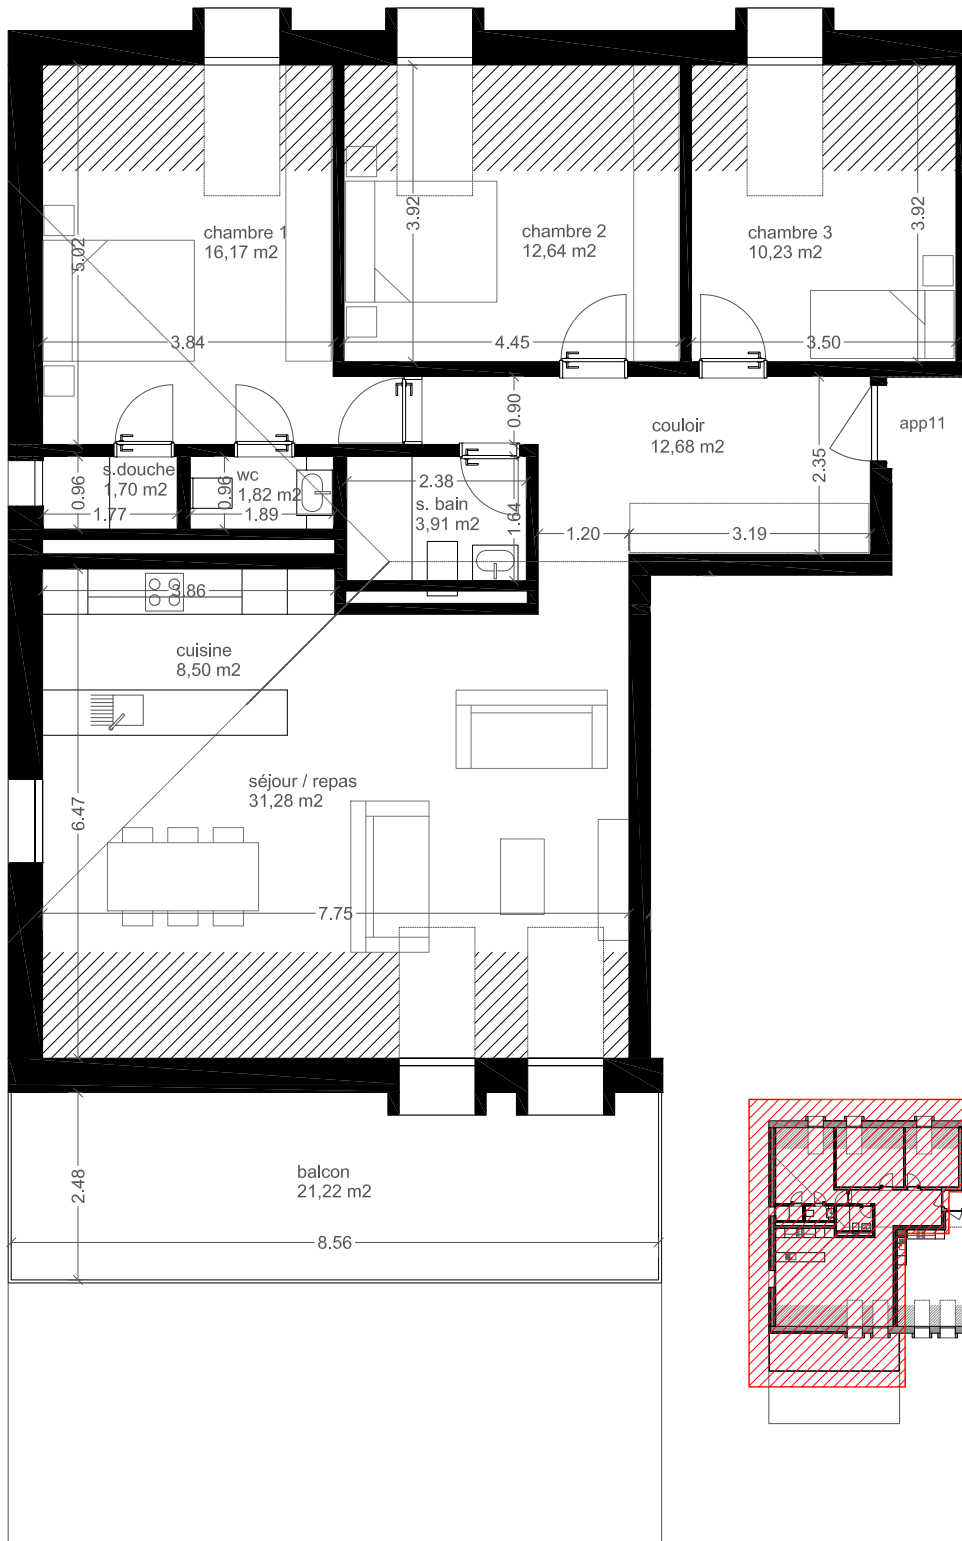 chambre 1
16,17 m2
chambre 2
12,64 m2
chambre 3
10,23 m2
5.02
3.92
3.92
3.84
4.45
3.50
0.90
couloir
12,68 m2
app11
2.35
s.douche
1,70 m2
0.96
1.77
wc
1,82 m2
0.96
1.89
2.38
s. bain
3,91 m2
1.64
1.20
3.19
3.86
cuisine
8,50 m2
séjour / repas
31,28 m2
6.47
7.75
balcon
21,22 m2
2.48
8.56